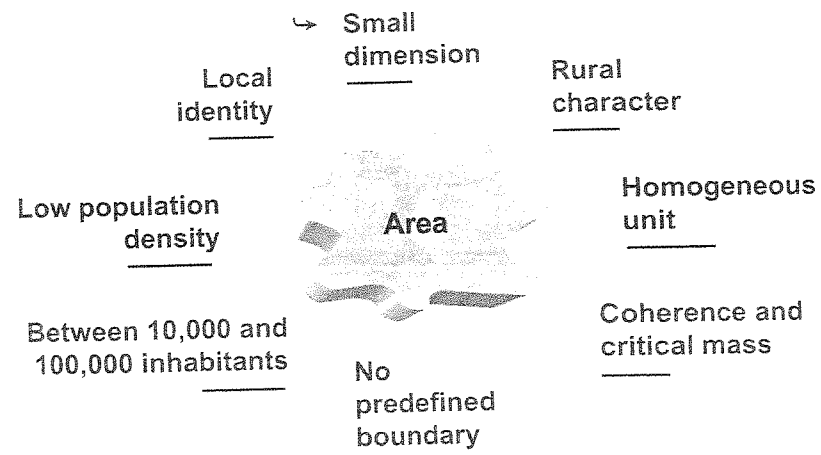 Small
dimension
Rural
character
Homogeneous
unit
Coherence and
critical mass
No
predefined
boundary
Between 10,000 and
100,000 inhabitants
Low population
density
Local
identity
Area